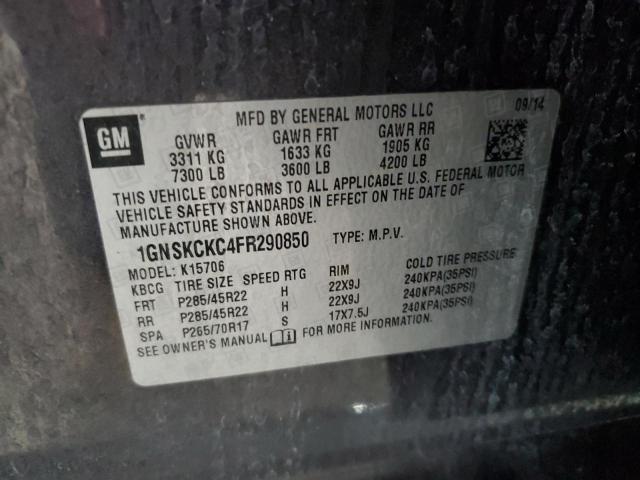 GM
MFD BY GENERAL MOTORS LLC 09/14
GVWR GAWR FRT GAWR RR
3311 KG 1633 KG 1905 KG
7300 LB 3600 LB 4200 LB
THIS VEHICLE CONFORMS TO ALL APPLICABLE U.S. FEDERAL MOTOR
VEHICLE SAFETY STANDARDS IN EFFECT ON THE DATE OF
MANUFACTURE SHOWN ABOVE.
1GNSKCKC4FR290850 TYPE: M.P.V.
MODEL: K15706
KBCG TIRE SIZE SPEED RTG RIM COLD TIRE PRESSURE
FRT P285/45R22 H 22X9J 240KPA(35PSI)
RR P285/45R22 H 22X9J 240KPA(35PSI)
SPA P265/70R17 S 17X7.5J 240KPA(35PSI)
SEE OWNER'S MANUAL FOR MORE INFORMATION.